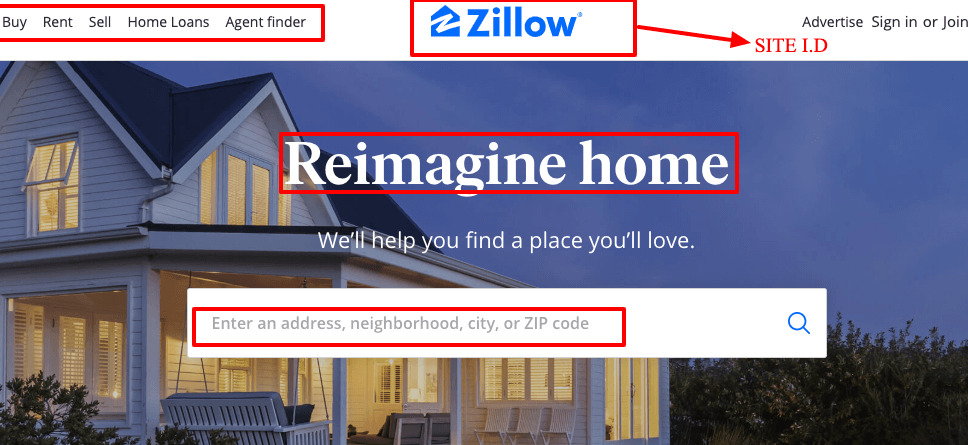 Buy Rent Sell Home Loans Agent finder Zillow® Advertise Sign in or Join
SITE I.D
Reimagine home
We’ll help you find a place you’ll love.
Enter an address, neighborhood, city, or ZIP code